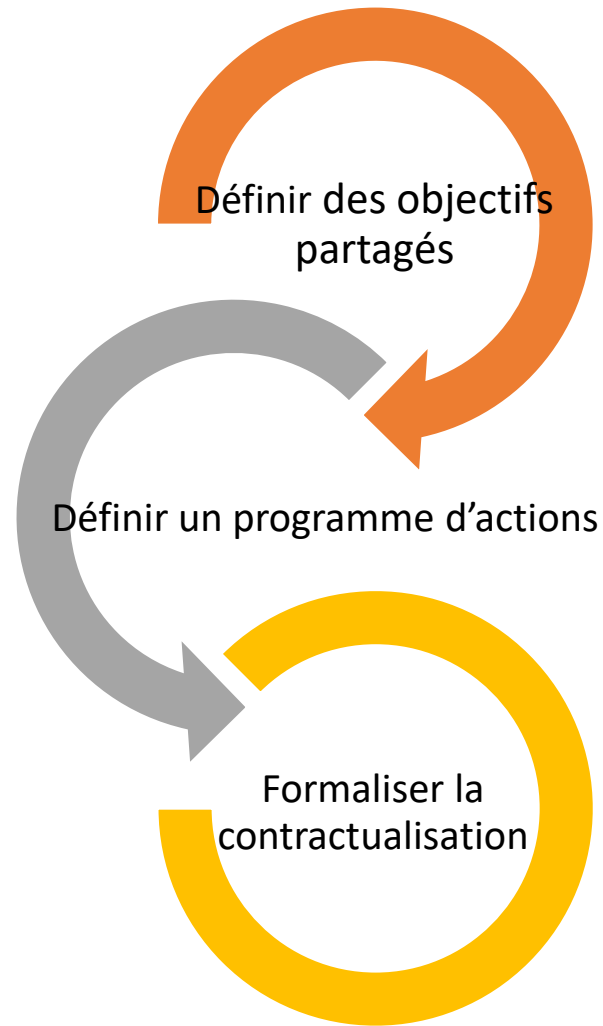 Définir des objectifs
partagés
Définir un programme d’actions
Formaliser la
contractualisation